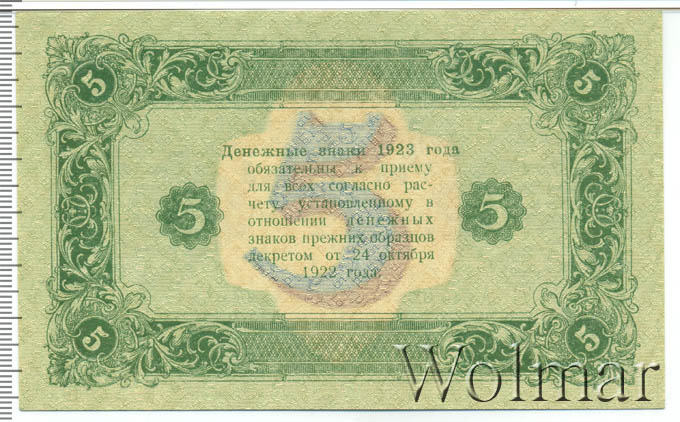 5 5
Денежные знаки 1923 года
обязательны к приему
для всех согласно рас-
чету, установленному в
5 5 5
отношении денежных
знаков прежних образцов
декретом от 24 октября
1922 года.
5 5
Wolmar